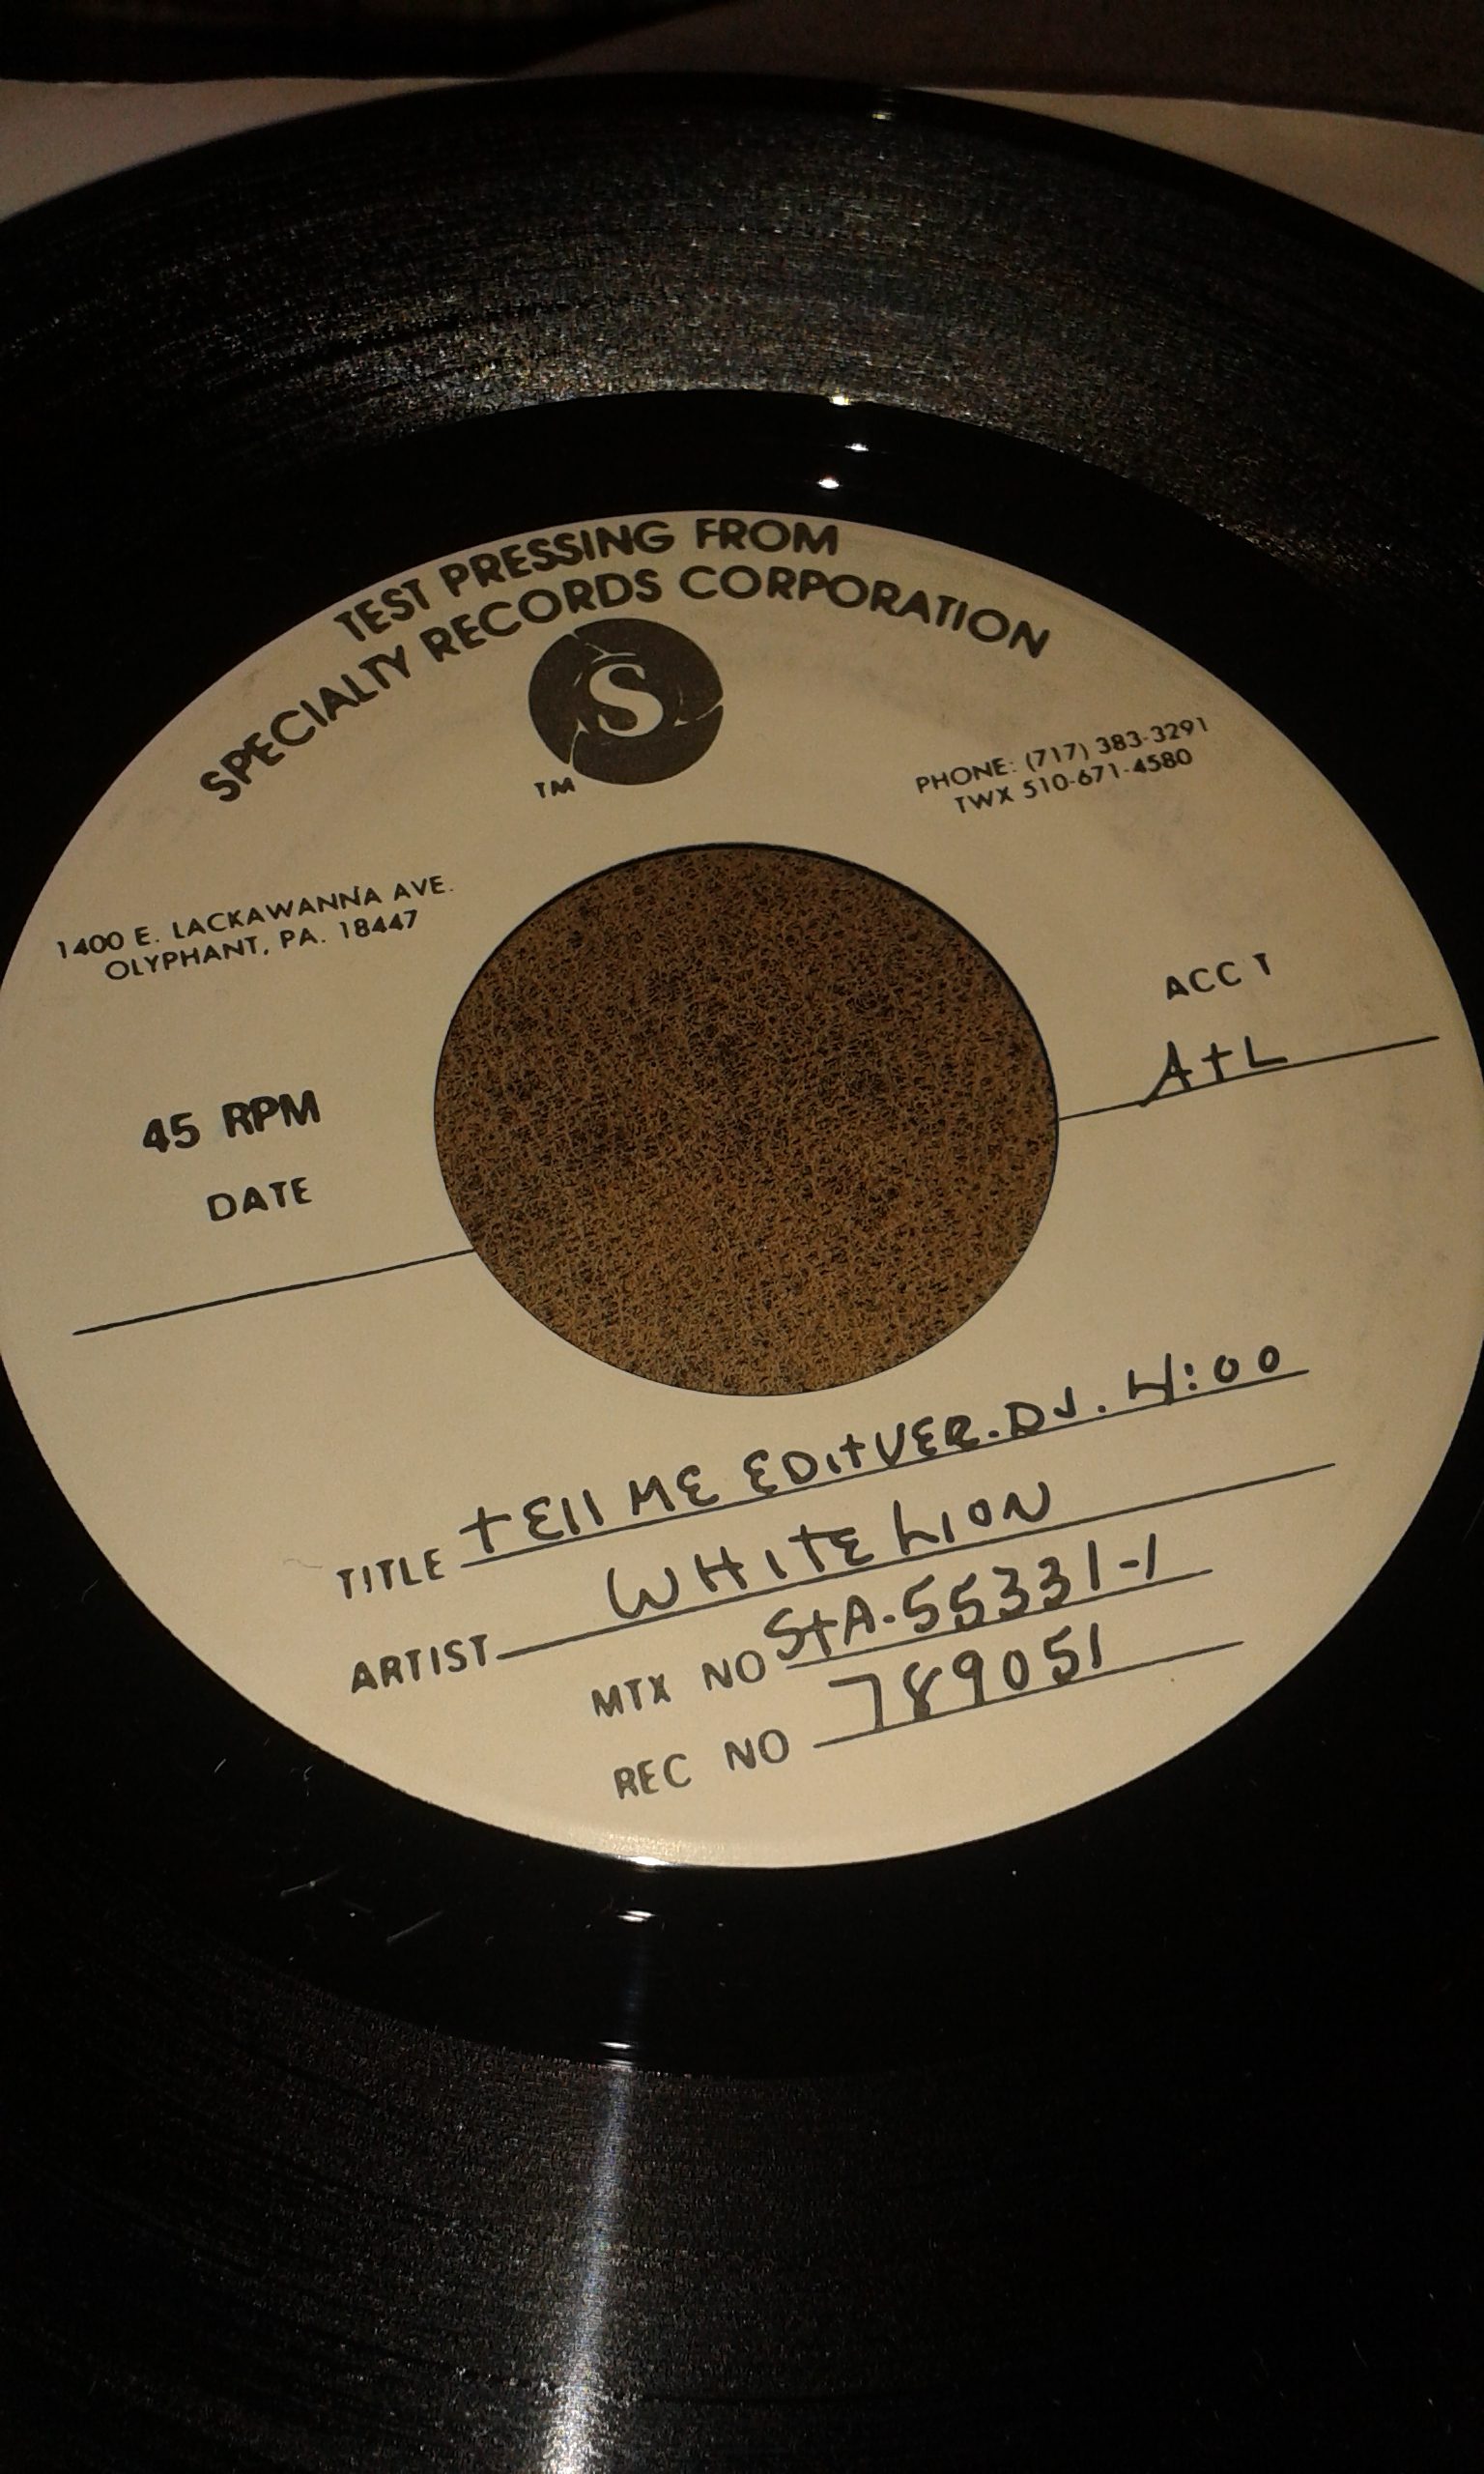 TEST PRESSING FROM
SPECIALTY RECORDS CORPORATION
S
TM
PHONE: (717) 383-3291
TWX 510-671-4580
1400 E. LACKAWANNA AVE.
OLYPHANT, PA. 18447
ACC T
AtL
45 RPM
DATE
TITLE tEll ME EDitVER.DJ. 4:00
ARTIST WHITE LION
MTX NO StA-55331-1
REC NO 789051